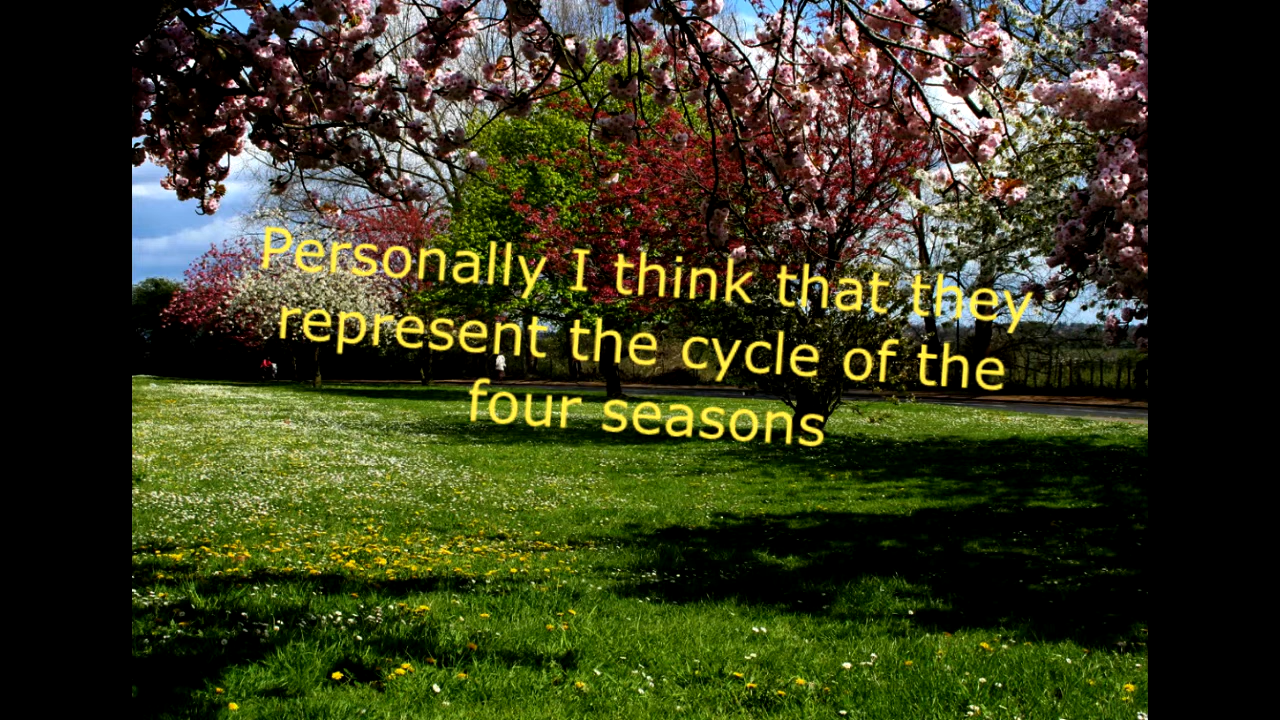 Personally I think that they
represent the cycle of the
four seasons